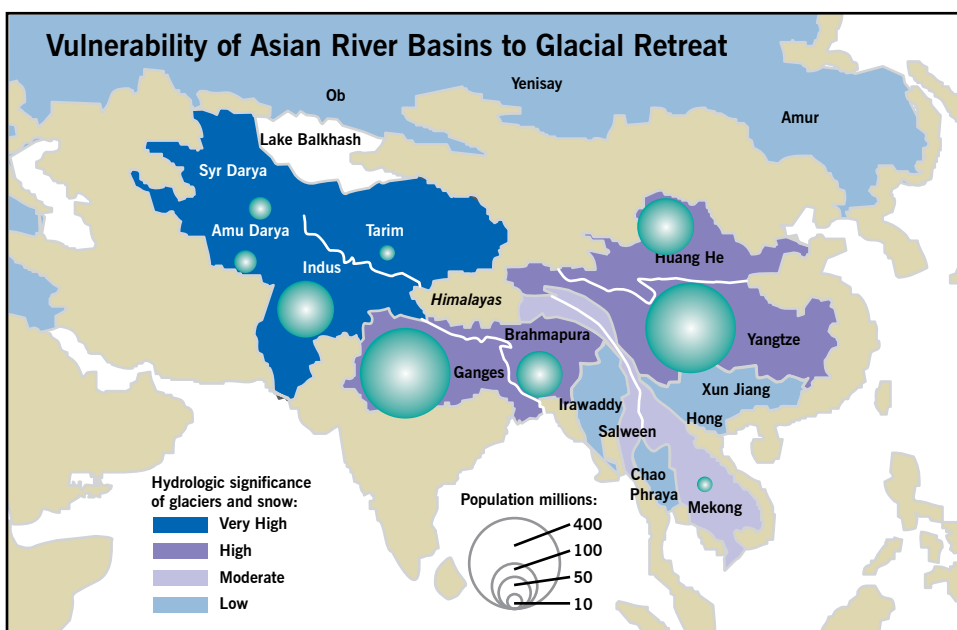 Vulnerability of Asian River Basins to Glacial Retreat
Ob
Yenisay
Amur
Lake Balkhash
Syr Darya
Amu Darya
Tarim
Indus
Huang He
Himalayas
Brahmapura
Yangtze
Ganges
Xun Jiang
Irawaddy
Hong
Salween
Chao
Phraya
Mekong
Hydrologic significance
of glaciers and snow:
Very High
High
Moderate
Low
Population millions:
400
100
50
10